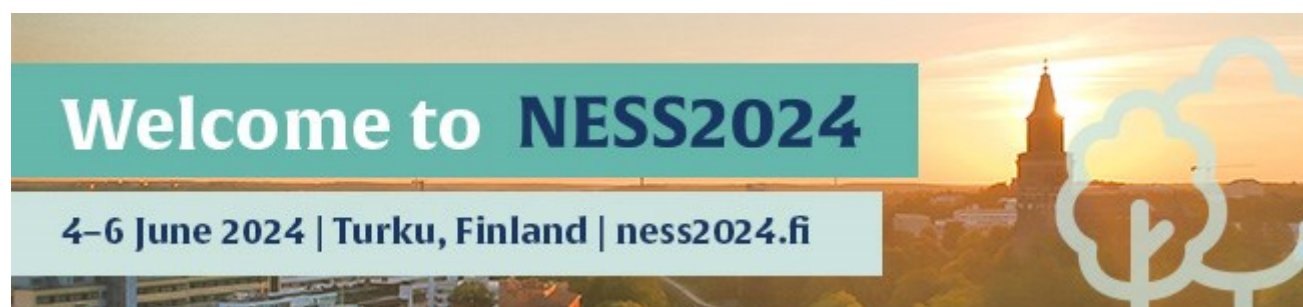 Welcome to NESS2024
4–6 June 2024 | Turku, Finland | ness2024.fi